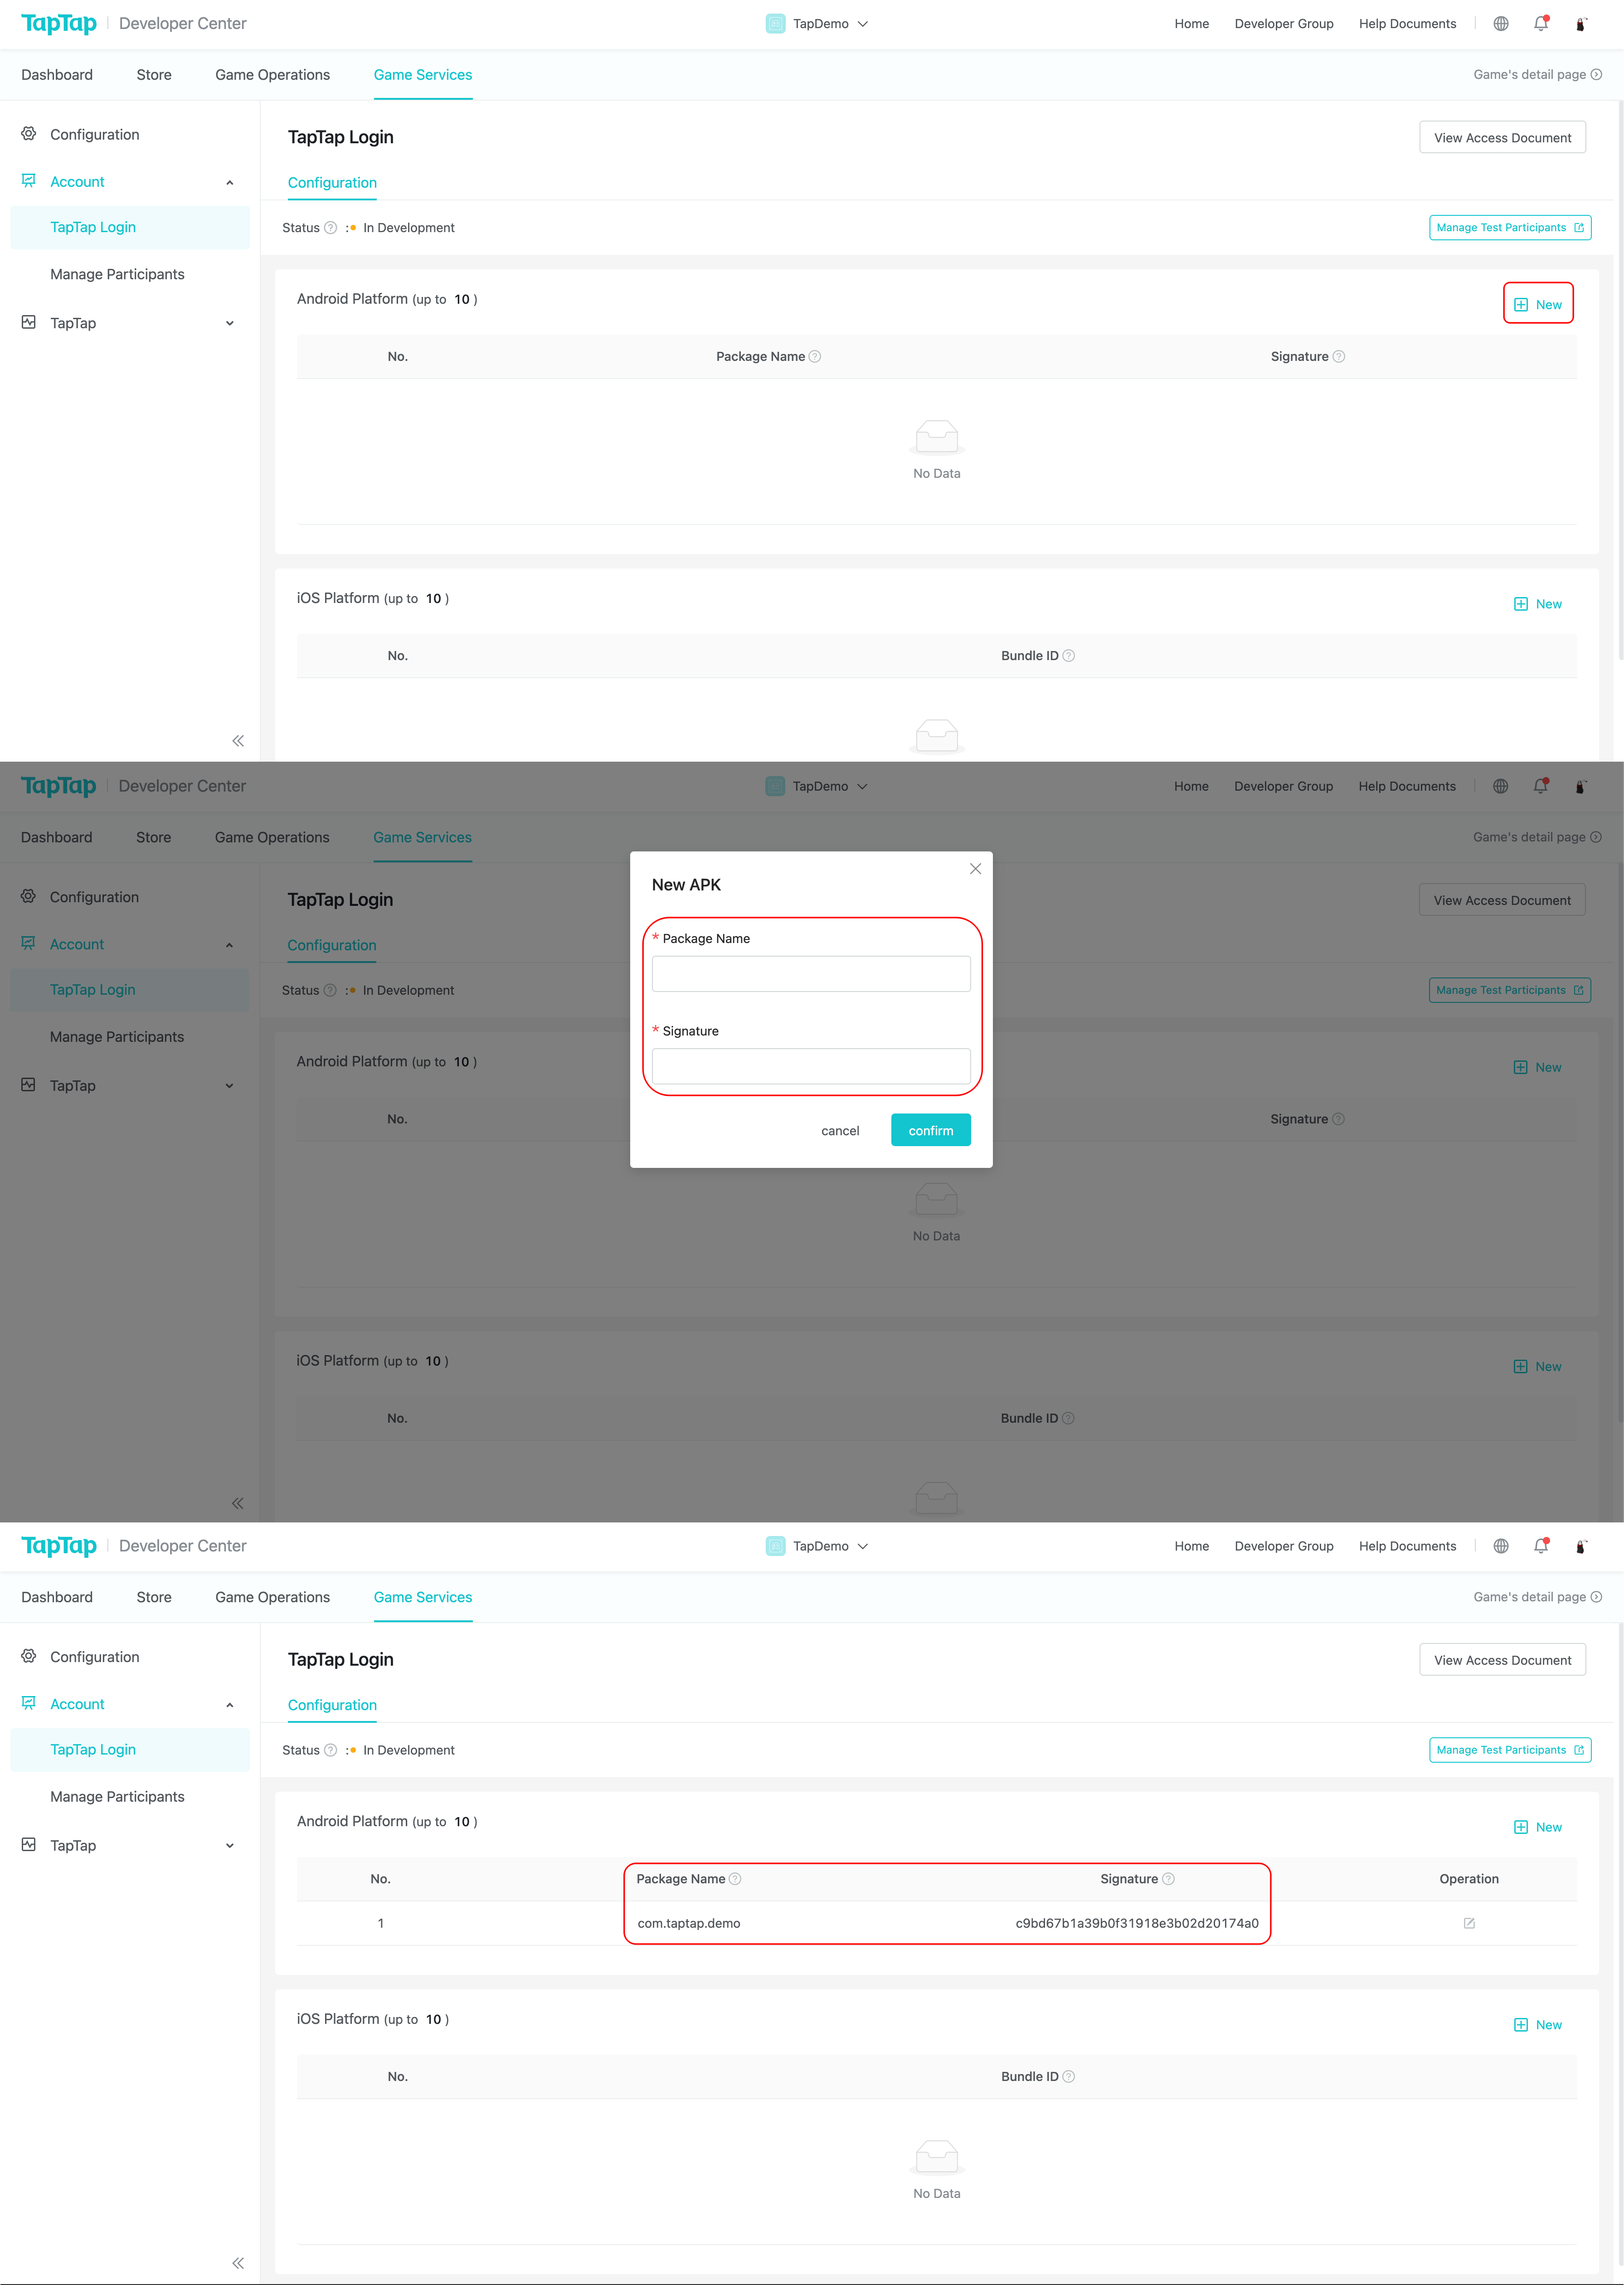 TapTap Developer Center TapDemo Home Developer Group Help Documents
Dashboard Store Game Operations Game Services Game's detail page
Configuration
Account
TapTap Login
Manage Participants
TapTap
TapTap Login View Access Document
Configuration
Status : In Development Manage Test Participants
Android Platform (up to 10 ) New
No. Package Name Signature
No Data
iOS Platform (up to 10 ) New
No. Bundle ID
TapTap Developer Center TapDemo Home Developer Group Help Documents
Dashboard Store Game Operations Game Services Game's detail page
Configuration
Account
TapTap Login
Manage Participants
TapTap
TapTap Login View Access Document
Configuration
Status : In Development Manage Test Participants
Android Platform (up to 10 ) New
No. Signature
No Data
iOS Platform (up to 10 ) New
No. Bundle ID
New APK
* Package Name
* Signature
cancel confirm
TapTap Developer Center TapDemo Home Developer Group Help Documents
Dashboard Store Game Operations Game Services Game's detail page
Configuration
Account
TapTap Login
Manage Participants
TapTap
TapTap Login View Access Document
Configuration
Status : In Development Manage Test Participants
Android Platform (up to 10 ) New
No. Package Name Signature Operation
1 com.taptap.demo c9bd67b1a39b0f31918e3b02d20174a0
iOS Platform (up to 10 ) New
No. Bundle ID
No Data